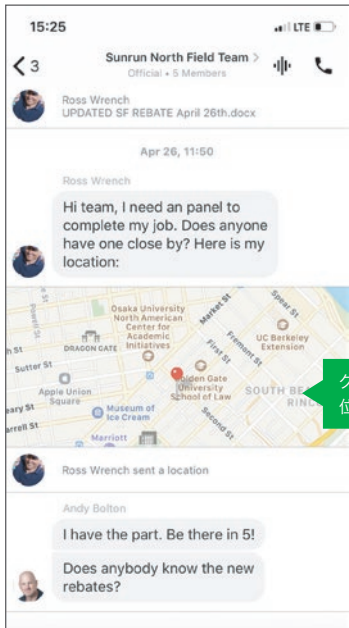 15:25
LTE
3
Sunrun North Field Team >
Official • 5 Members
Ross Wrench
UPDATED SF REBATE April 26th.docx
Apr 26, 11:50
Ross Wrench
Hi team, I need an panel to
complete my job. Does anyone
have one close by? Here is my
location:
Osaka University
North American
Center for
Academic
Initiatives
DRAGON GATE
Market St
Spear St
Fremont St
First St
UC Berkeley
Extension
Powell St
Sutter St
Apple Union
Square
Golden Gate
University
School of Law
SOUTH
Museum of
Ice Cream
Second St
Marriott
Ross Wrench sent a location
Andy Bolton
I have the part. Be there in 5!
Does anybody know the new
rebates?